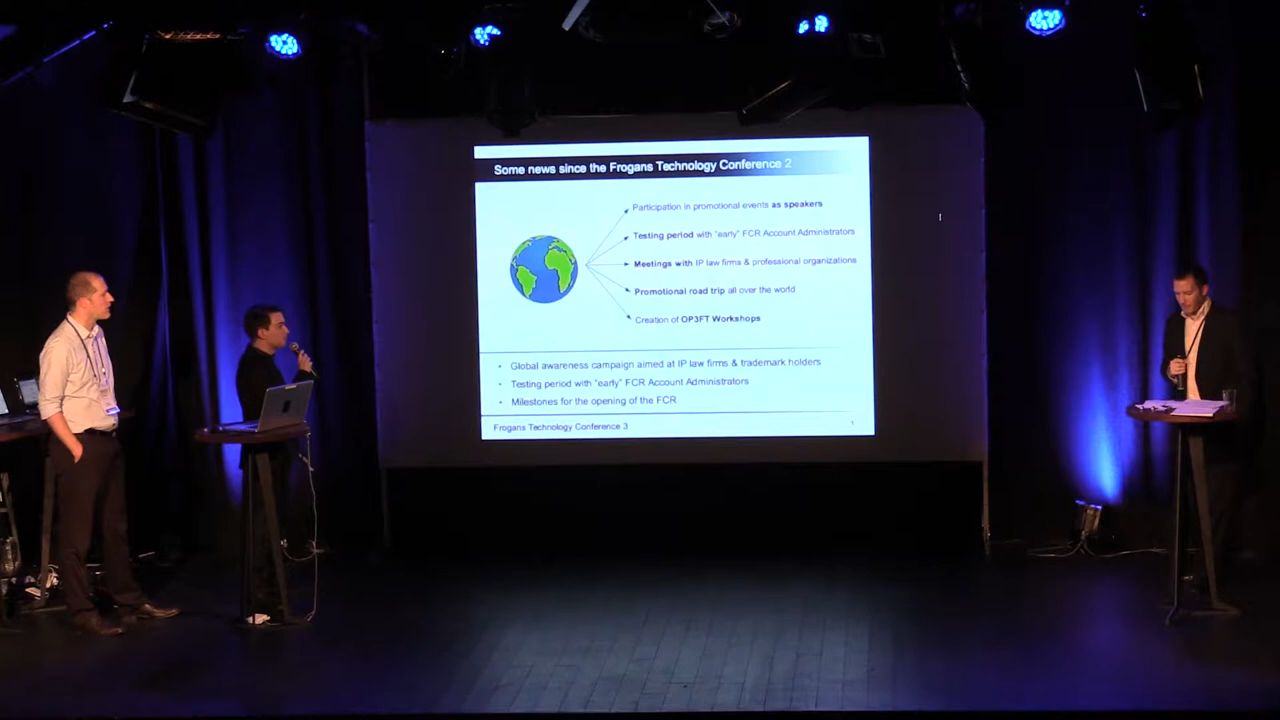 Some news since the Frogans Technology Conference 2
Participation in promotional events as speakers
Testing period with "early" FCR Account Administrators
Meetings with IP law firms & professional organizations
Promotional road trip all over the world
Creation of OP3FT Workshops
• Global awareness campaign aimed at IP law firms & trademark holders
• Testing period with "early" FCR Account Administrators
• Milestones for the opening of the FCR
Frogans Technology Conference 3